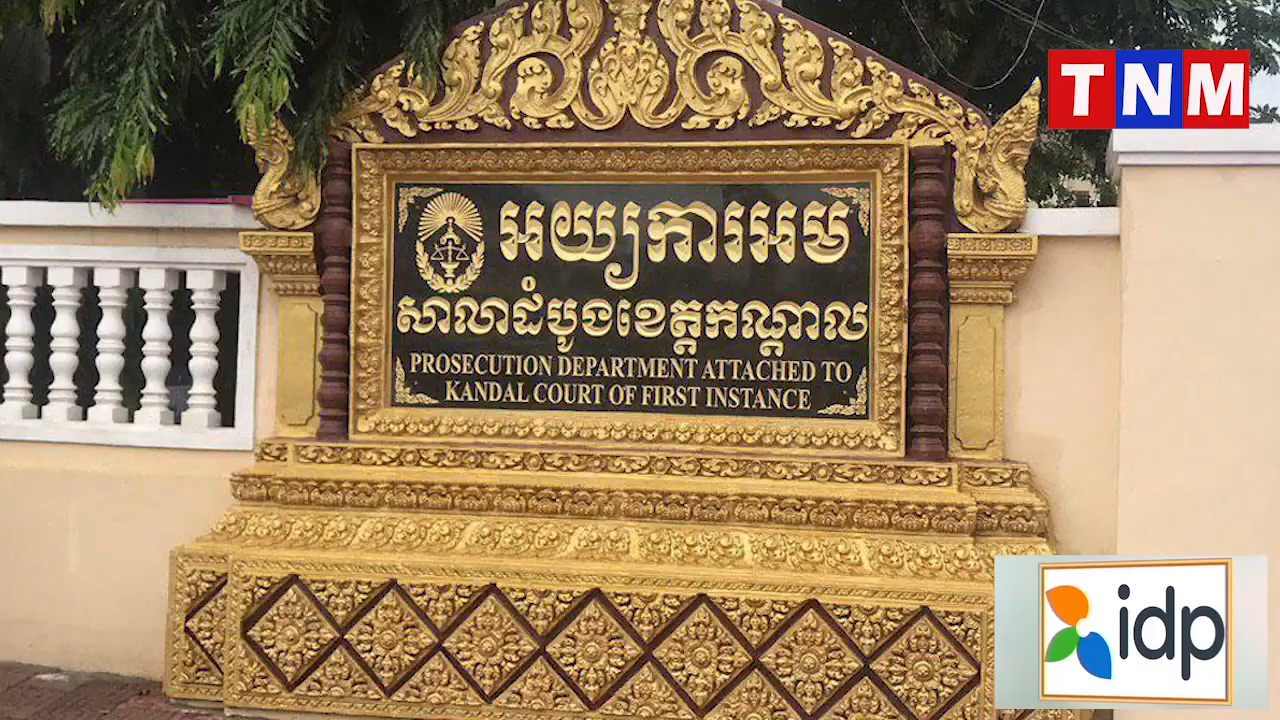 TNM
អយ្យការអម
សាលាដំបូងខេត្តកណ្ដាល
PROSECUTION DEPARTMENT ATTACHED TO
KANDAL COURT OF FIRST INSTANCE
idp